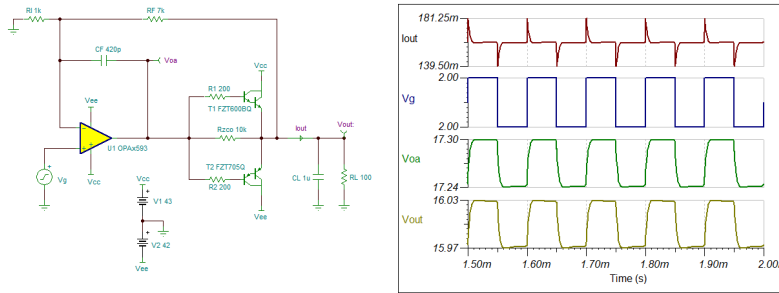 RI 1k
RF 7k
CF 420p
Voa
Vcc
R1 200
T1 FZT600BQ
Vee
Rzco 10k
Iout
Vout
U1 OPAx593
T2 FZT705Q
R2 200
CL 1u
RL 100
Vg
Vcc
Vcc
V1 43
V2 42
Vee
Vee
181.25m
Iout
139.50m
2.00
Vg
2.00
17.30
Voa
17.24
16.03
Vout
15.97
1.50m 1.60m 1.70m 1.80m 1.90m 2.00
Time (s)